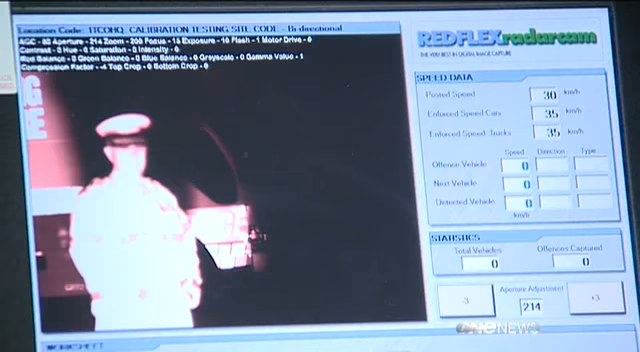 Location Code: 1TCOHQ CALIBRATION TESTING SITE CODE - Bi-directional
AGC - 82 Aperture - 214 Zoom - 200 Focus - 15 Exposure - 10 Flash - 1 Motor Drive - 0
Contrast - 0 Hue - 0 Saturation - 0 Intensity - 0
Red Balance - 0 Green Balance - 0 Blue Balance - 0 Greyscale - 0 Gamma Value - 1
Compression Factor - -4 Top Crop - 0 Bottom Crop - 0
REDFLEXradarcam
THE VERY BEST IN DIGITAL IMAGE CAPTURE
SPEED DATA
Posted Speed 30 km/h
Enforced Speed Cars 35 km/h
Enforced Speed Trucks 35 km/h
Speed Direction Type
Offence Vehicle 0
Next Vehicle 0
Detected Vehicle 0
km/h
STATISTICS
Total Vehicles Offences Captured
0 0
Aperture Adjustment
-3 214 +3
ONE NEWS
WORKSHEET